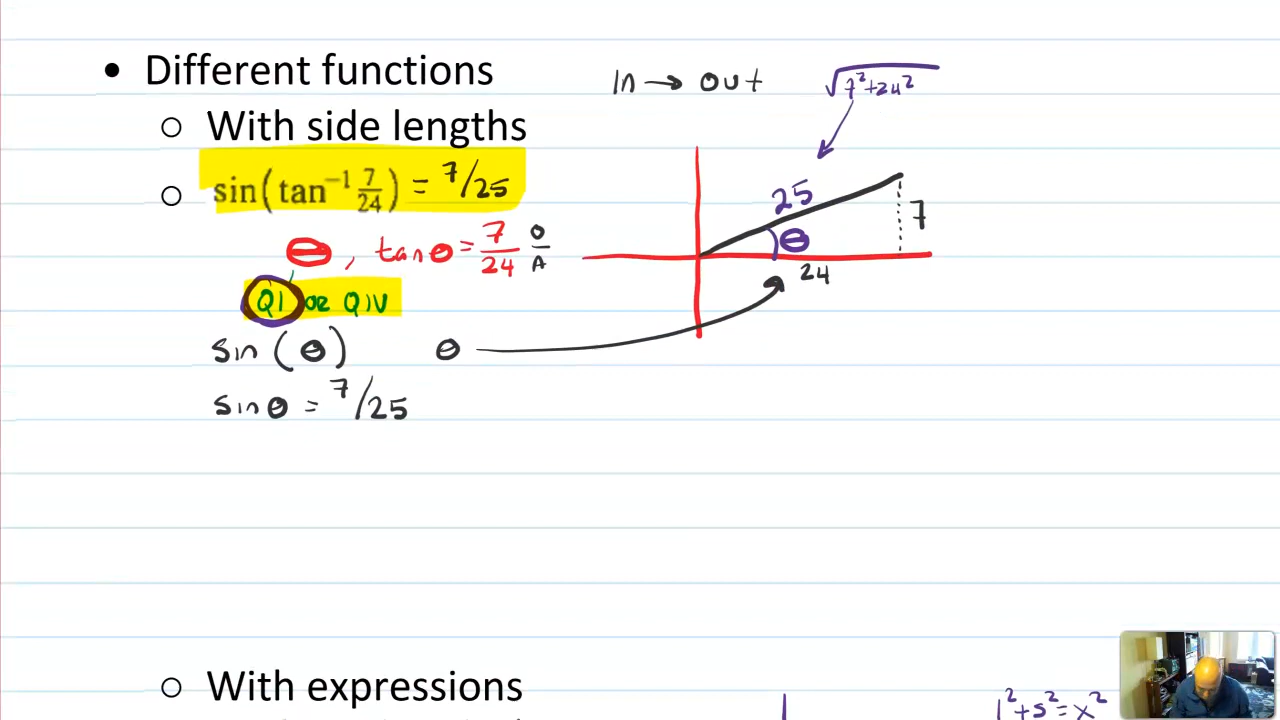 • Different functions
In → out
√7²+24²
○ With side lengths
○ sin(tan⁻¹ 7/24) = 7/25
25
7
θ
24
θ, tanθ = 7/24 O/A
QI or QIV
sin (θ) θ
sinθ = 7/25
○ With expressions
1²+s²=x²